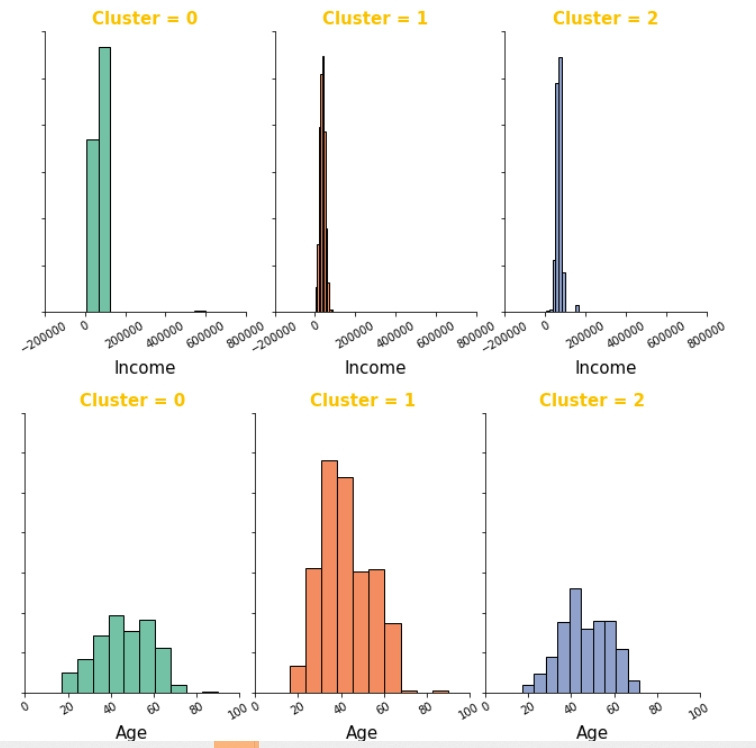 Cluster = 0 Cluster = 1 Cluster = 2
−200000 0 200000 400000 600000 800000 −200000 0 200000 400000 600000 800000 −200000 0 200000 400000 600000 800000
Income Income Income
Cluster = 0 Cluster = 1 Cluster = 2
0 20 40 60 80 100 0 20 40 60 80 100 0 20 40 60 80 100
Age Age Age